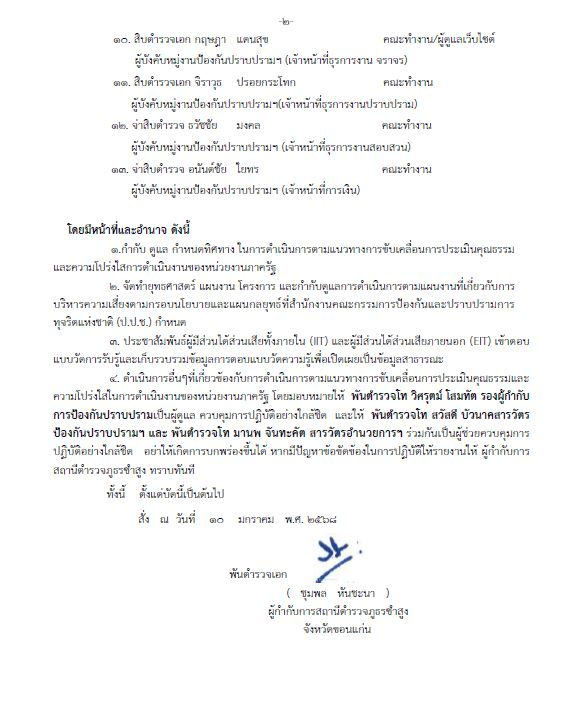 -๒-
๑๐. สิบตำรวจเอก กฤษฎา แดนสุข คณะทำงาน/ผู้ดูแลเว็บไซต์
ผู้บังคับหมู่งานป้องกันปราบปรามฯ (เจ้าหน้าที่ธุรการงาน จราจร)
๑๑. สิบตำรวจเอก จิราวุธ ปรอยกระโทก คณะทำงาน
ผู้บังคับหมู่งานป้องกันปราบปรามฯ(เจ้าหน้าที่ธุรการงานปราบปราม)
๑๒. จ่าสิบตำรวจ ธวัชชัย มงคล คณะทำงาน
ผู้บังคับหมู่งานป้องกันปราบปรามฯ (เจ้าหน้าที่ธุรการงานสอบสวน)
๑๓. จ่าสิบตำรวจ อนันต์ชัย ไยทร คณะทำงาน
ผู้บังคับหมู่งานป้องกันปราบปรามฯ (เจ้าหน้าที่การเงิน)
โดยมีหน้าที่และอำนาจ ดังนี้
๑.กำกับ ดูแล กำหนดทิศทาง ในการดำเนินการตามแนวทางการขับเคลื่อนการประเมินคุณธรรม
และความโปร่งใสการดำเนินงานของหน่วยงานภาครัฐ
๒. จัดทำยุทธศาสตร์ แผนงาน โครงการ และกำกับดูแลการดำเนินการตามแผนงานที่เกี่ยวกับการ
บริหารความเสี่ยงตามกรอบนโยบายและแผนกลยุทธ์ที่สำนักงานคณะกรรมการป้องกันและปราบปรามการ
ทุจริตแห่งชาติ (ป.ป.ช.) กำหนด
๓. ประชาสัมพันธ์ผู้มีส่วนได้ส่วนเสียทั้งภายใน (IIT) และผู้มีส่วนได้ส่วนเสียภายนอก (EIT) เข้าตอบ
แบบวัดการรับรู้และเก็บรวบรวมข้อมูลการตอบแบบวัดความรู้เพื่อเปิดเผยเป็นข้อมูลสาธารณะ
๔. ดำเนินการอื่นๆที่เกี่ยวข้องกับการดำเนินการตามแนวทางการขับเคลื่อนการประเมินคุณธรรมและ
ความโปร่งใสในการดำเนินงานของหน่วยงานภาครัฐ โดยมอบหมายให้ พันตำรวจโท วิศรุตม์ โสมทัต รองผู้กำกับ
การป้องกันปราบปรามเป็นผู้ดูแล ควบคุมการปฏิบัติอย่างใกล้ชิด และให้ พันตำรวจโท สวัสดี บัวนาคสารวัตร
ป้องกันปราบปรามฯ และ พันตำรวจโท มานพ จันทะคัต สารวัตรอำนวยการฯ ร่วมกันเป็นผู้ช่วยควบคุมการ
ปฏิบัติอย่างใกล้ชิด อย่าให้เกิดการบกพร่องขึ้นได้ หากมีปัญหาขอขัดข้องในการปฏิบัติให้รายงานให้ ผู้กำกับการ
สถานีตำรวจภูธรซำสูง ทราบทันที
ทั้งนี้ ตั้งแต่บัดนี้เป็นต้นไป
สั่ง ณ วันที่ ๑๐ มกราคม พ.ศ. ๒๕๖๘
พันตำรวจเอก
( ชุมพล หันชะนา )
ผู้กำกับการสถานีตำรวจภูธรซำสูง
จังหวัดขอนแก่น